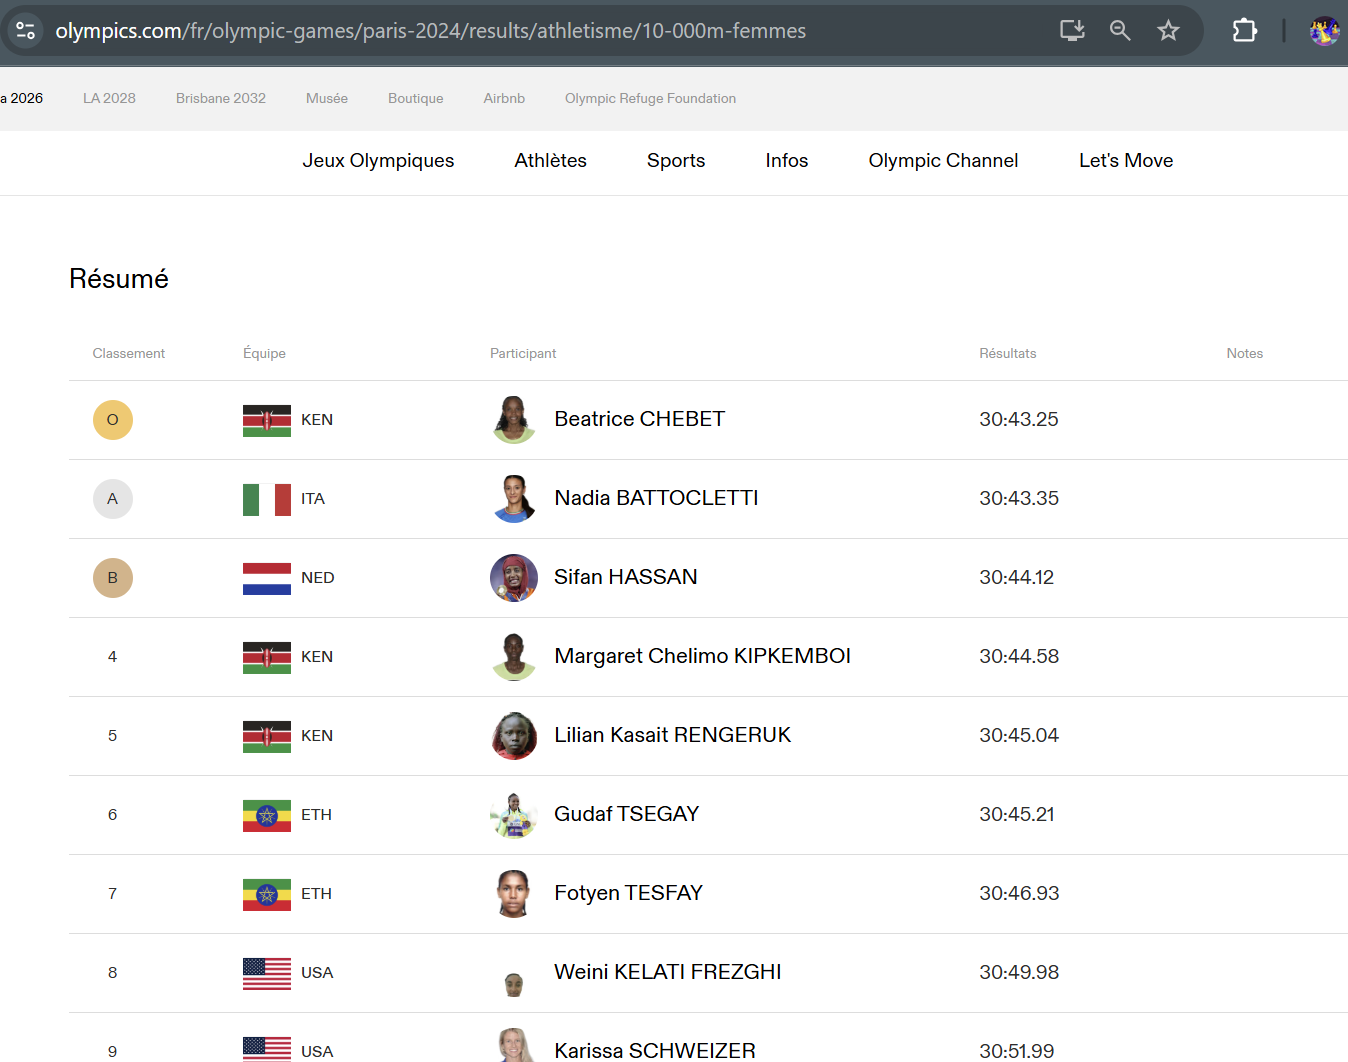 olympics.com/fr/olympic-games/paris-2024/results/athletisme/10-000m-femmes
a 2026 LA 2028 Brisbane 2032 Musée Boutique Airbnb Olympic Refuge Foundation
Jeux Olympiques Athlètes Sports Infos Olympic Channel Let's Move
Résumé
Classement Équipe Participant Résultats Notes
O KEN Beatrice CHEBET 30:43.25
A ITA Nadia BATTOCLETTI 30:43.35
B NED Sifan HASSAN 30:44.12
4 KEN Margaret Chelimo KIPKEMBOI 30:44.58
5 KEN Lilian Kasait RENGERUK 30:45.04
6 ETH Gudaf TSEGAY 30:45.21
7 ETH Fotyen TESFAY 30:46.93
8 USA Weini KELATI FREZGHI 30:49.98
9 USA Karissa SCHWEIZER 30:51.99